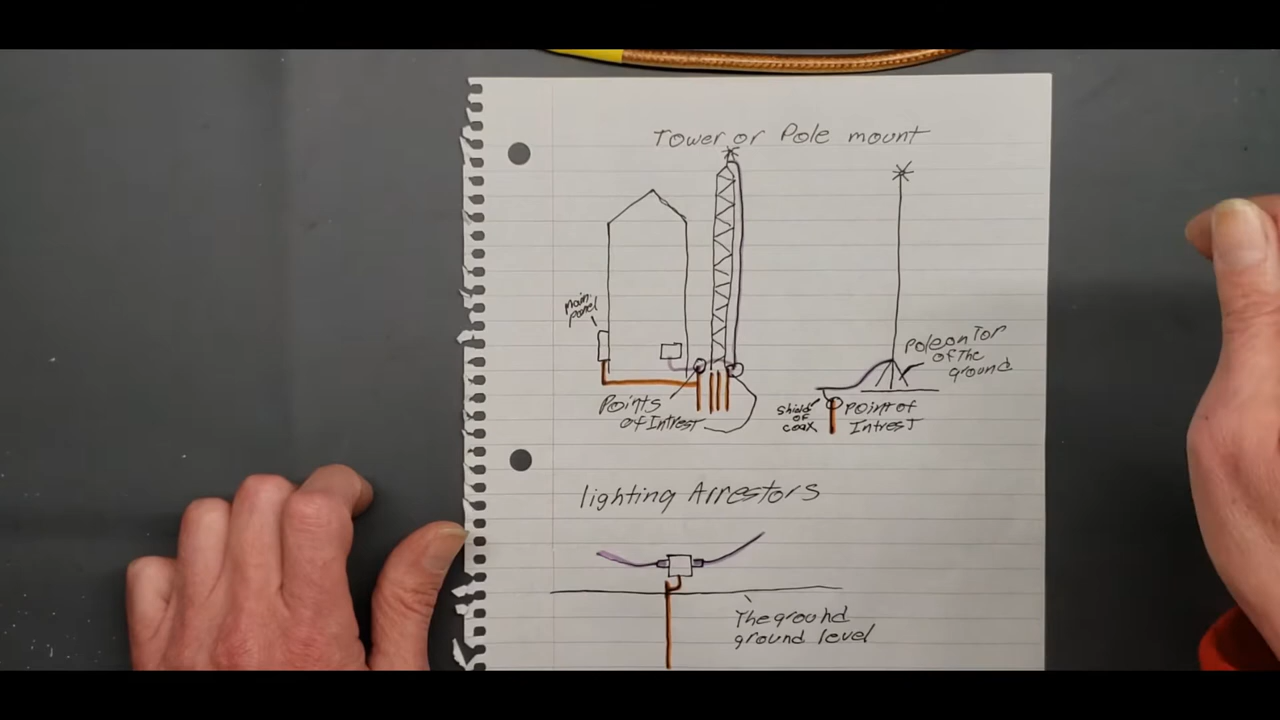 Tower or Pole mount
main
panel
Pole on Top
of The
ground
Points
of Intrest
shield
of
coax
Point of
Intrest
lighting Arrestors
The ground
ground level